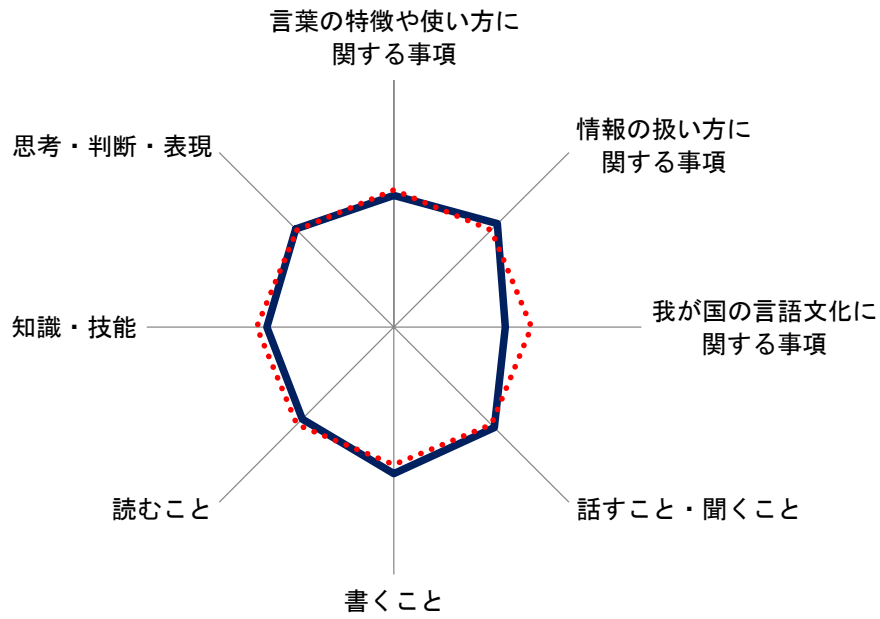 言葉の特徴や使い方に
関する事項
情報の扱い方に
関する事項
我が国の言語文化に
関する事項
話すこと・聞くこと
書くこと
読むこと
知識・技能
思考・判断・表現